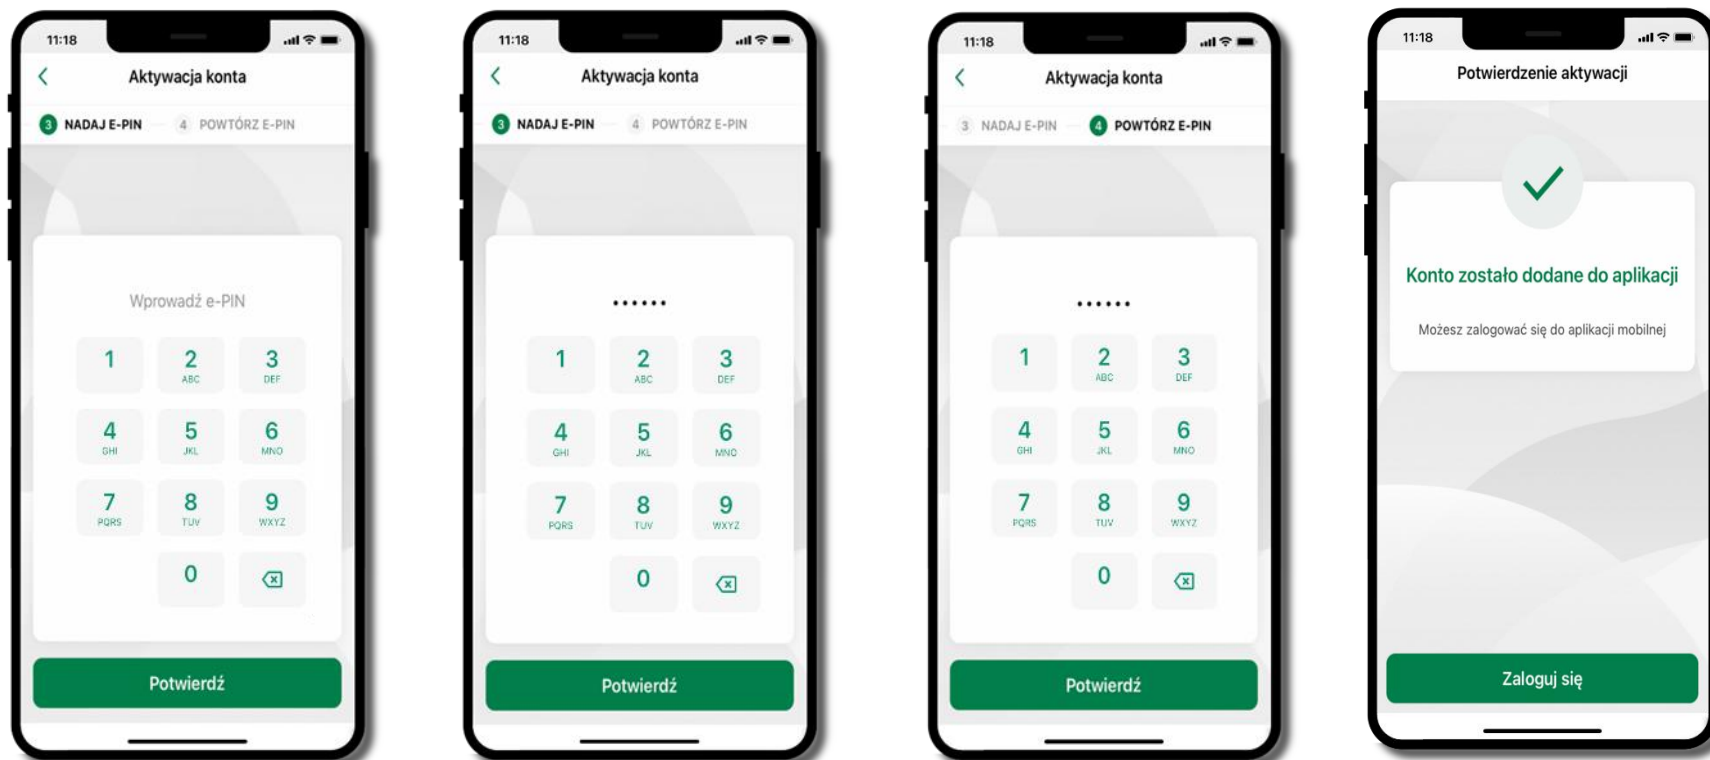 11:18
Aktywacja konta
3 NADAJ E-PIN 4 POWTÓRZ E-PIN
Wprowadź e-PIN
1 2 3
ABC DEF
4 5 6
GHI JKL MNO
7 8 9
PQRS TUV WXYZ
0
Potwierdź
11:18
Aktywacja konta
3 NADAJ E-PIN 4 POWTÓRZ E-PIN
••••••
1 2 3
ABC DEF
4 5 6
GHI JKL MNO
7 8 9
PQRS TUV WXYZ
0
Potwierdź
11:18
Aktywacja konta
3 NADAJ E-PIN 4 POWTÓRZ E-PIN
••••••
1 2 3
ABC DEF
4 5 6
GHI JKL MNO
7 8 9
PQRS TUV WXYZ
0
Potwierdź
11:18
Potwierdzenie aktywacji
Konto zostało dodane do aplikacji
Możesz zalogować się do aplikacji mobilnej
Zaloguj się